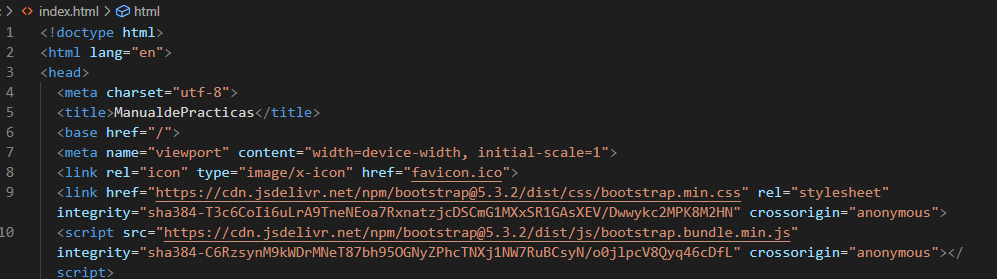 : > <> index.html > html
1 <!doctype html>
2 <html lang="en">
3 <head>
4 <meta charset="utf-8">
5 <title>ManualdePracticas</title>
6 <base href="/">
7 <meta name="viewport" content="width=device-width, initial-scale=1">
8 <link rel="icon" type="image/x-icon" href="favicon.ico">
9 <link href="https://cdn.jsdelivr.net/npm/bootstrap@5.3.2/dist/css/bootstrap.min.css" rel="stylesheet"
integrity="sha384-T3c6CoIi6uLrA9TneNEoa7RxnatzjcDSCmG1MXxSR1GAsXEV/Dwwykc2MPK8M2HN" crossorigin="anonymous">
10 <script src="https://cdn.jsdelivr.net/npm/bootstrap@5.3.2/dist/js/bootstrap.bundle.min.js"
integrity="sha384-C6RzsynM9kWDrMNeT87bh95OGNyZPhcTNXj1NW7RuBCsyN/o0jlpcV8Qyq46cDfL" crossorigin="anonymous"></
script>